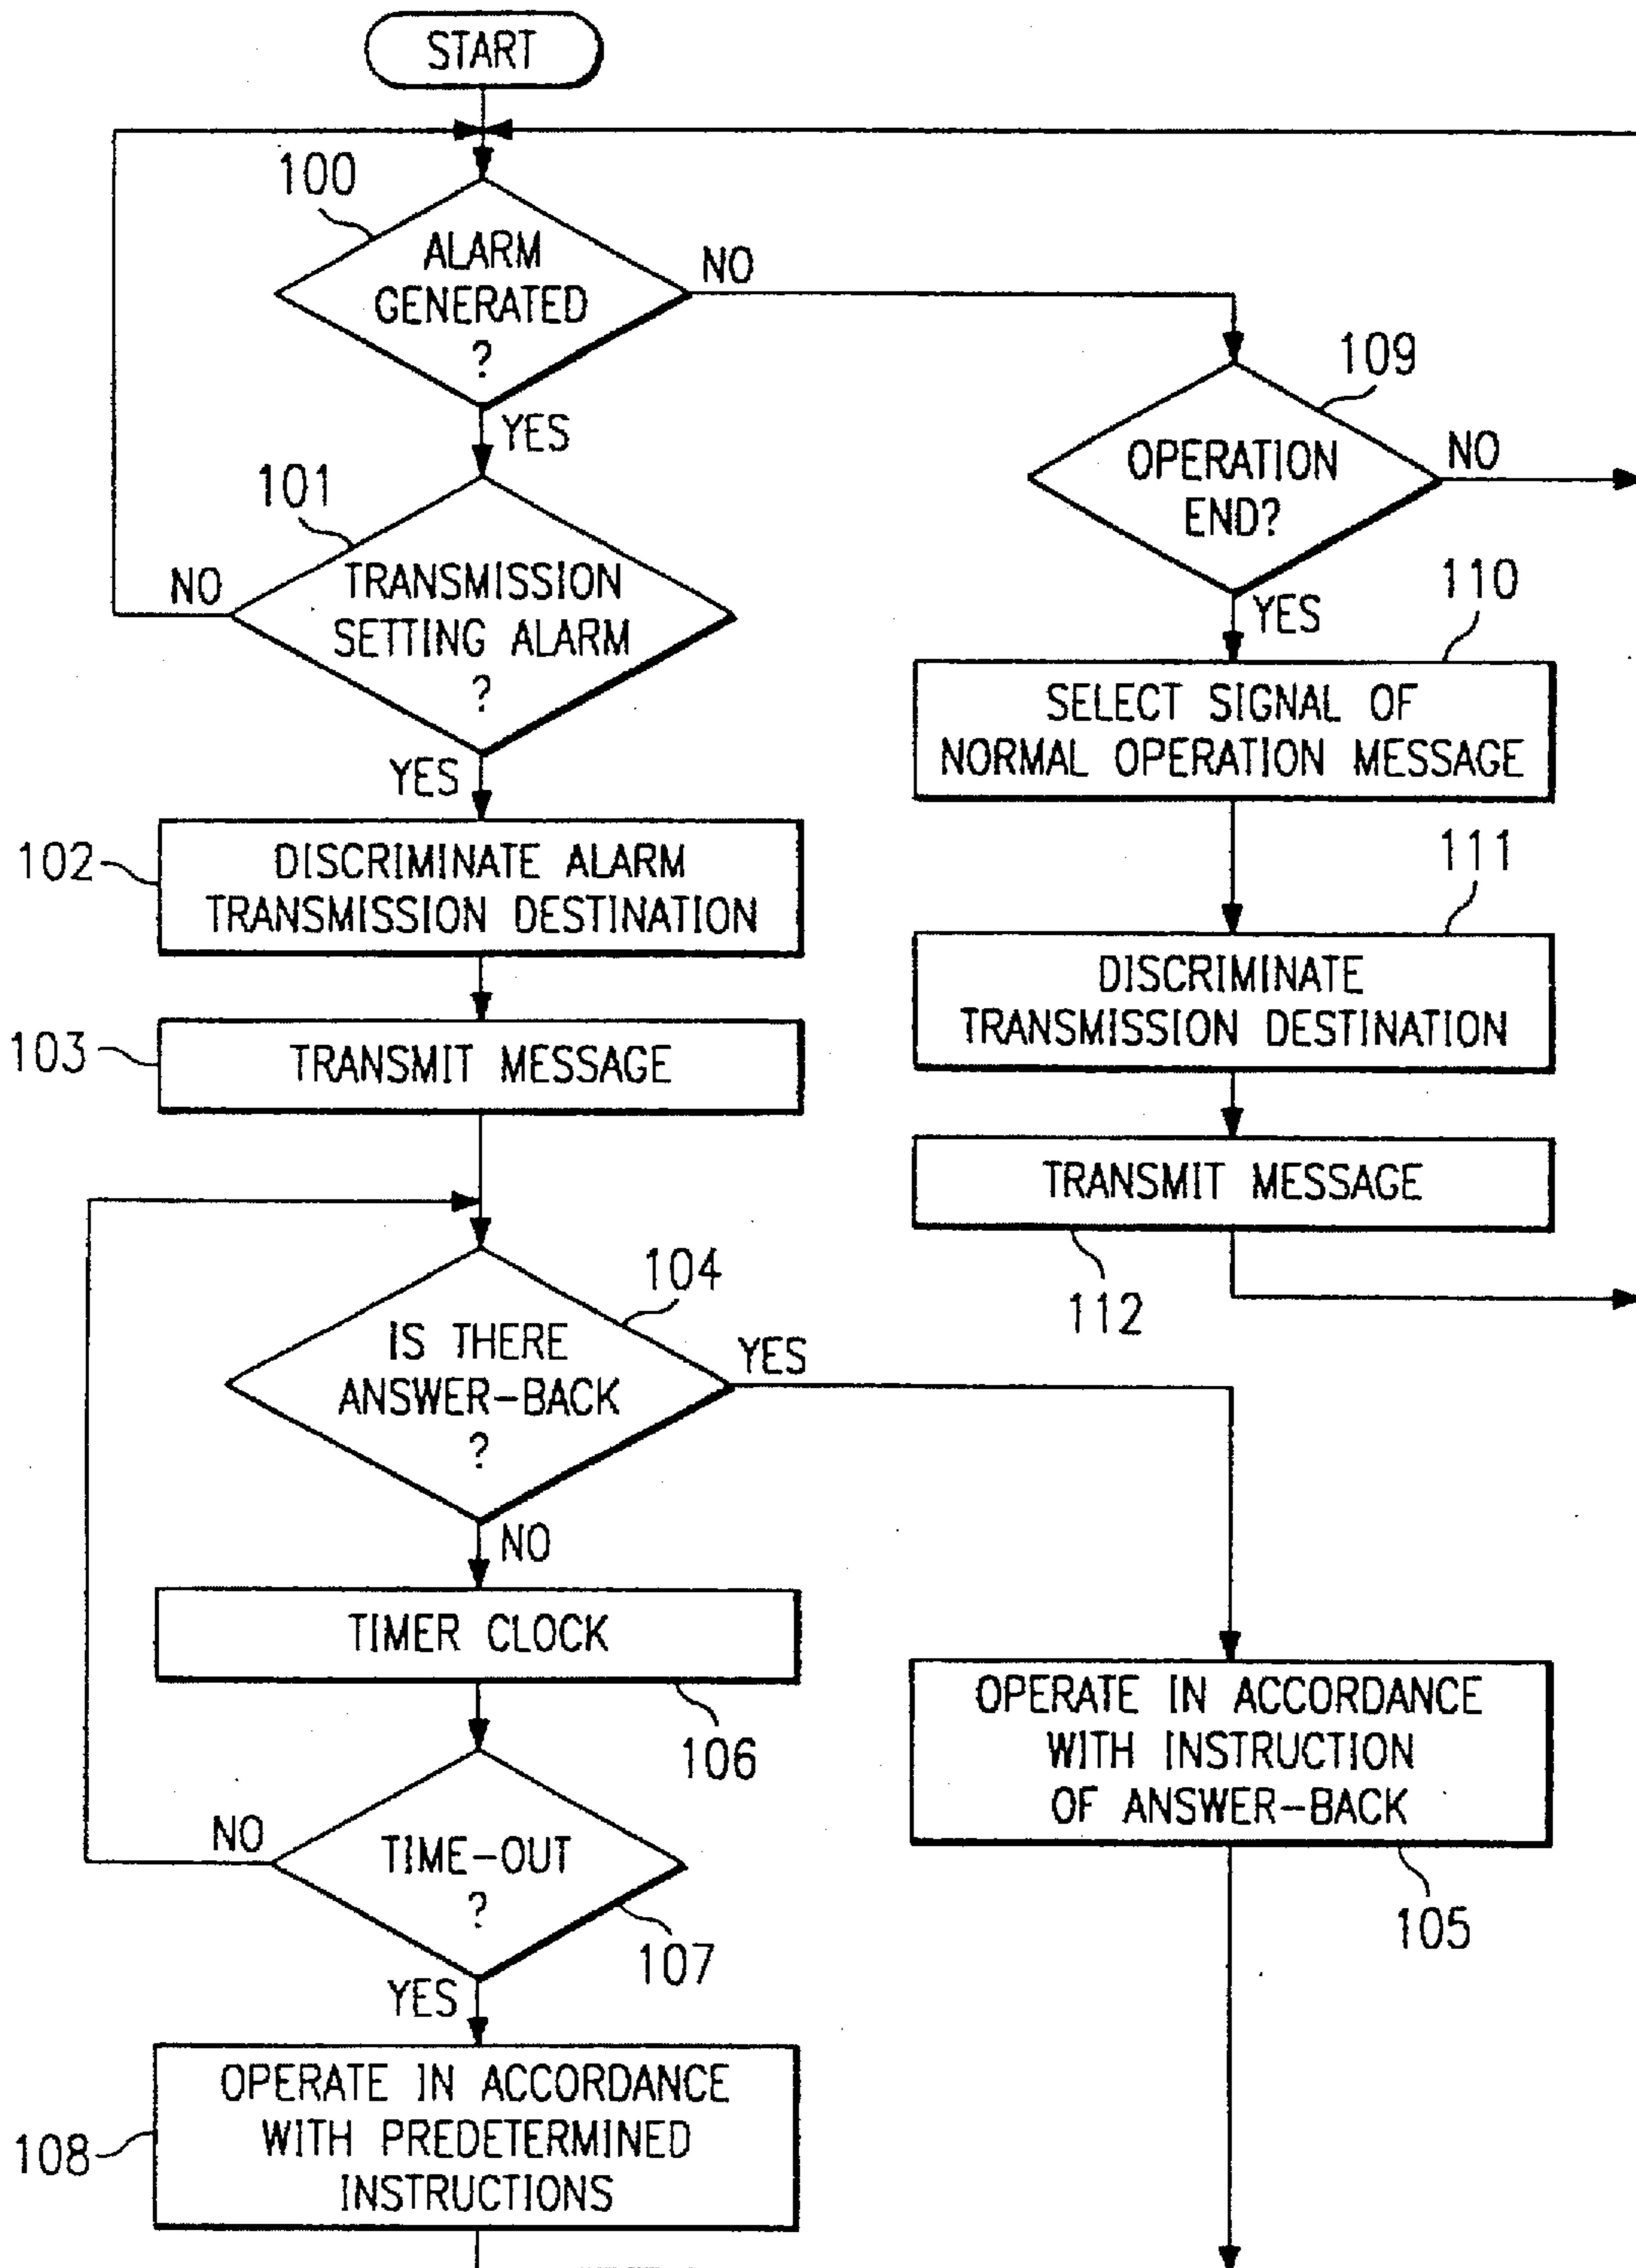 START
100
ALARM
GENERATED
?
NO
YES
101
TRANSMISSION
SETTING ALARM
?
NO
YES
102
DISCRIMINATE ALARM
TRANSMISSION DESTINATION
103
TRANSMIT MESSAGE
104
IS THERE
ANSWER-BACK
?
YES
NO
TIMER CLOCK
106
TIME-OUT
?
NO
107
YES
108
OPERATE IN ACCORDANCE
WITH PREDETERMINED
INSTRUCTIONS
109
OPERATION
END?
NO
YES
110
SELECT SIGNAL OF
NORMAL OPERATION MESSAGE
111
DISCRIMINATE
TRANSMISSION DESTINATION
TRANSMIT MESSAGE
112
OPERATE IN ACCORDANCE
WITH INSTRUCTION
OF ANSWER-BACK
105